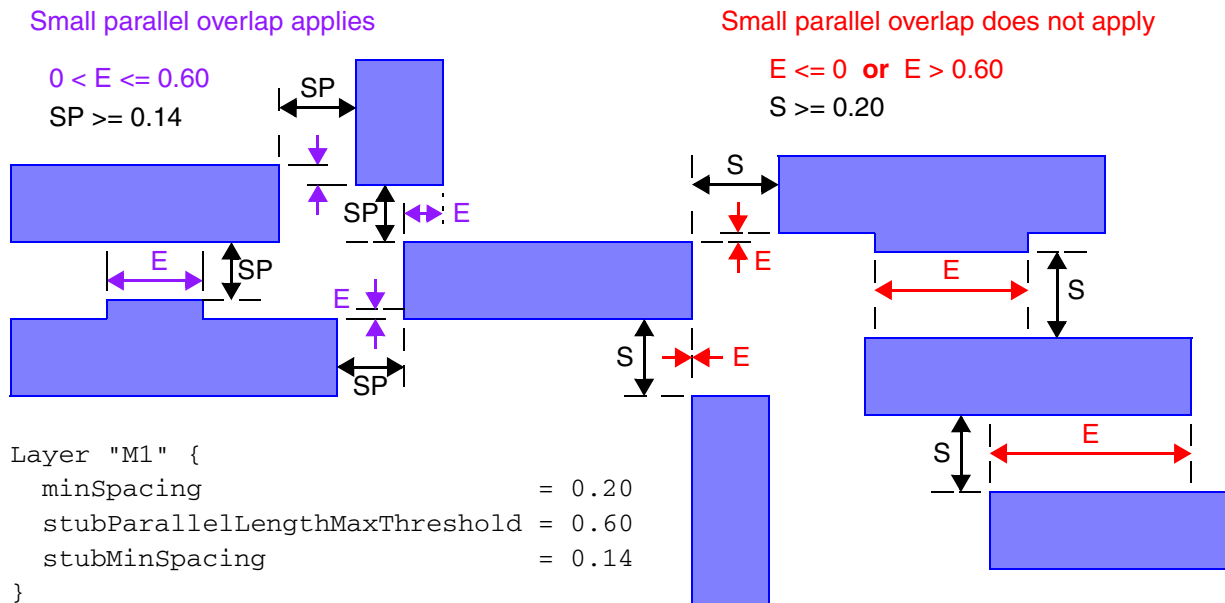 Small parallel overlap applies
0 < E <= 0.60
SP >= 0.14
Small parallel overlap does not apply
E <= 0 or E > 0.60
S >= 0.20
SP
S
SP
E
E
E
SP
E
S
E
S
E
SP
E
S
Layer "M1" {
  minSpacing                     = 0.20
  stubParallelLengthMaxThreshold = 0.60
  stubMinSpacing                 = 0.14
}